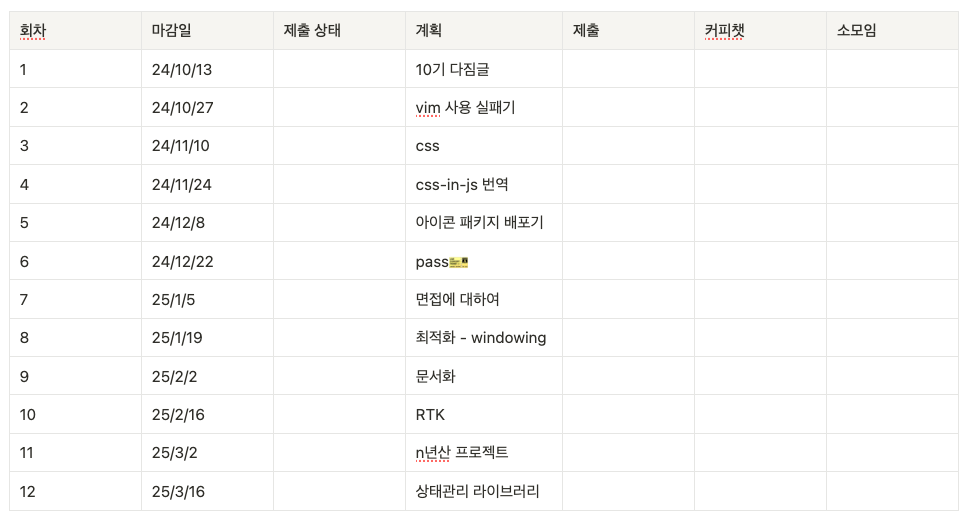 회차 마감일 제출 상태 계획 제출 커피챗 소모임
1 24/10/13 10기 다짐글
2 24/10/27 vim 사용 실패기
3 24/11/10 css
4 24/11/24 css-in-js 번역
5 24/12/8 아이콘 패키지 배포기
6 24/12/22 pass🎫
7 25/1/5 면접에 대하여
8 25/1/19 최적화 - windowing
9 25/2/2 문서화
10 25/2/16 RTK
11 25/3/2 n년산 프로젝트
12 25/3/16 상태관리 라이브러리